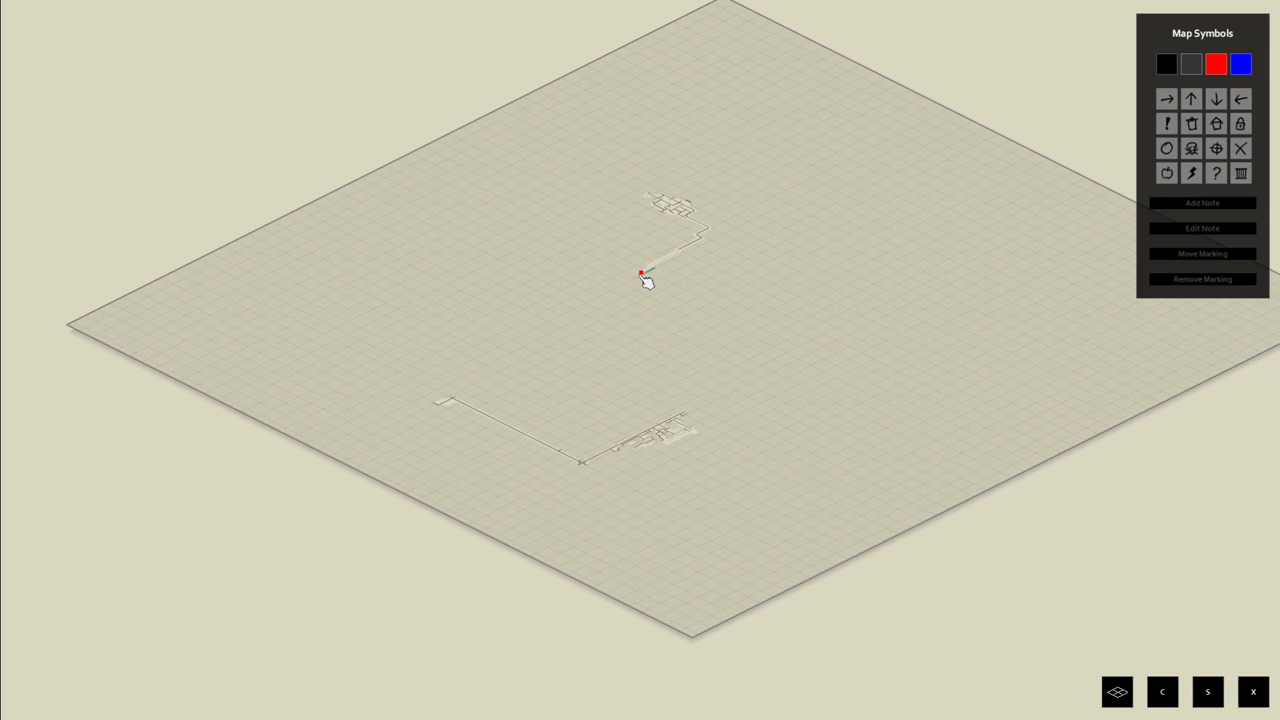 Map Symbols
Add Note
Edit Note
Move Marking
Remove Marking
C
S
X